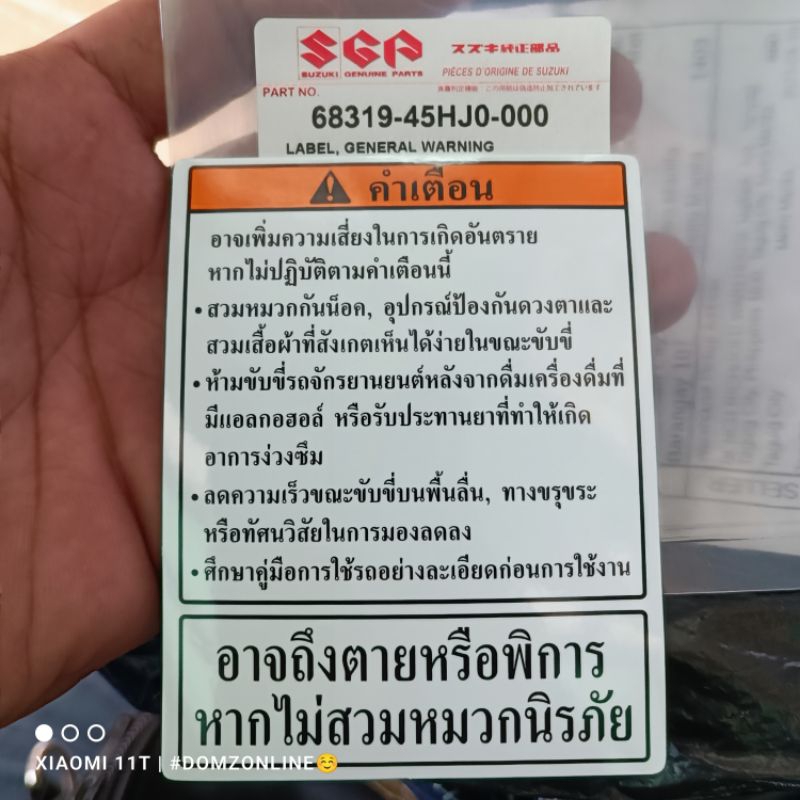 SGP
SUZUKI GENUINE PARTS
スズキ純正部品
PIÈCES D'ORIGINE DE SUZUKI
PART NO.
68319-45HJ0-000
LABEL, GENERAL WARNING
คำเตือน
อาจเพิ่มความเสี่ยงในการเกิดอันตราย
หากไม่ปฏิบัติตามคำเตือนนี้
•สวมหมวกกันน็อค, อุปกรณ์ป้องกันดวงตาและ
สวมเสื้อผ้าที่สังเกตเห็นได้ง่ายในขณะขับขี่
•ห้ามขับขี่รถจักรยานยนต์หลังจากดื่มเครื่องดื่มที่
มีแอลกอฮอล์ หรือรับประทานยาที่ทำให้เกิด
อาการง่วงซึม
•ลดความเร็วขณะขับขี่บนพื้นลื่น, ทางขรุขระ
หรือทัศนวิสัยในการมองลดลง
•ศึกษาคู่มือการใช้รถอย่างละเอียดก่อนการใช้งาน
อาจถึงตายหรือพิการ
หากไม่สวมหมวกนิรภัย
XIAOMI 11T | #DOMZONLINE☺️